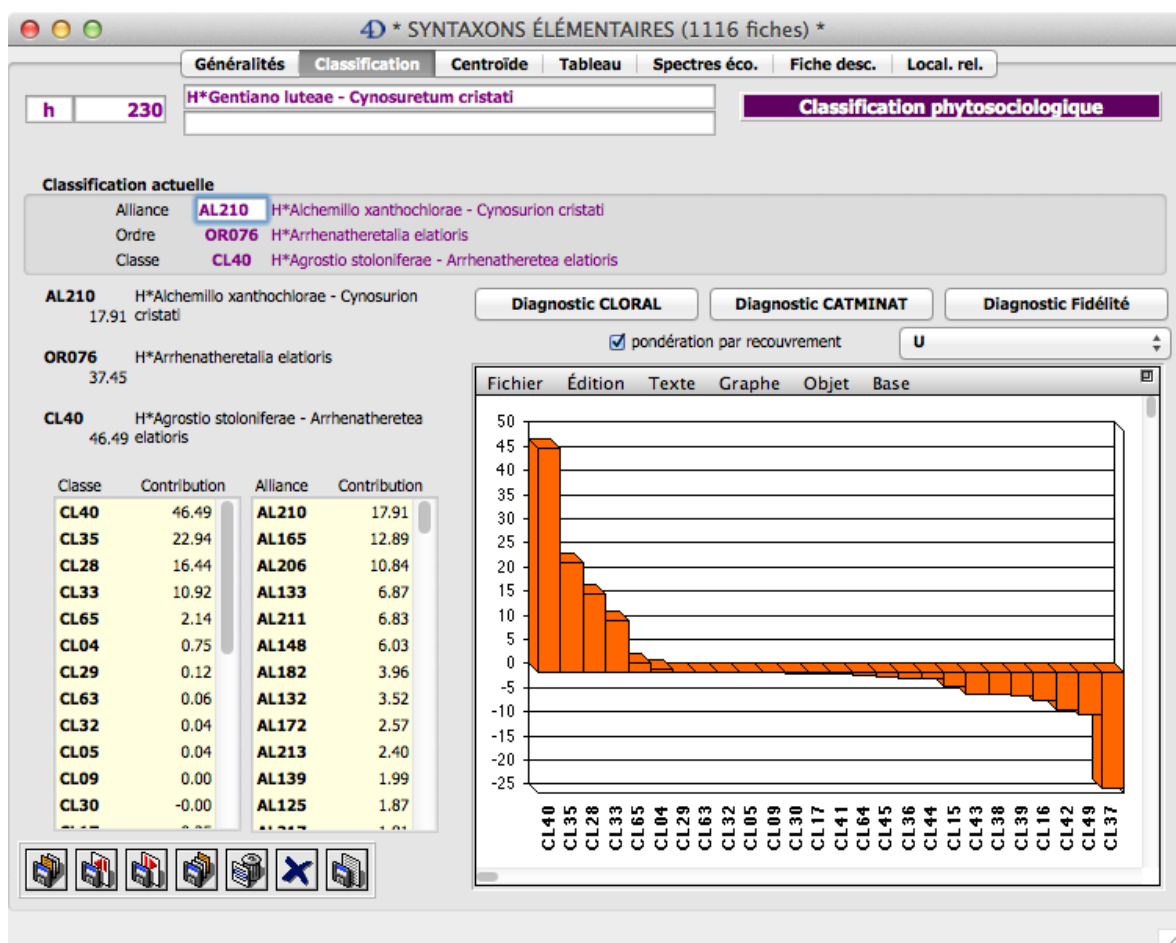 4D * SYNTAXONS ÉLÉMENTAIRES (1116 fiches) *
Généralités Classification Centroïde Tableau Spectres éco. Fiche desc. Local. rel.
h 230 H*Gentiano luteae - Cynosuretum cristati Classification phytosociologique
Classification actuelle
Alliance AL210 H*Alchemillo xanthochlorae - Cynosurion cristati
Ordre OR076 H*Arrhenatheretalia elatioris
Classe CL40 H*Agrostio stoloniferae - Arrhenatheretea elatioris
AL210 H*Alchemillo xanthochlorae - Cynosurion
17.91 cristati
OR076 H*Arrhenatheretalia elatioris
37.45
CL40 H*Agrostio stoloniferae - Arrhenatheretea
46.49 elatioris
Classe Contribution Alliance Contribution
CL40 46.49 AL210 17.91
CL35 22.94 AL165 12.89
CL28 16.44 AL206 10.84
CL33 10.92 AL133 6.87
CL65 2.14 AL211 6.83
CL04 0.75 AL148 6.03
CL29 0.12 AL182 3.96
CL63 0.06 AL132 3.52
CL32 0.04 AL172 2.57
CL05 0.04 AL213 2.40
CL09 0.00 AL139 1.99
CL30 -0.00 AL125 1.87
Diagnostic CLORAL Diagnostic CATMINAT Diagnostic Fidélité
pondération par recouvrement U
Fichier Édition Texte Graphe Objet Base
50
45
40
35
30
25
20
15
10
5
0
-5
-10
-15
-20
-25
CL40 CL35 CL28 CL33 CL65 CL04 CL29 CL63 CL32 CL05 CL09 CL30 CL17 CL41 CL64 CL45 CL36 CL44 CL15 CL43 CL38 CL39 CL16 CL42 CL49 CL37